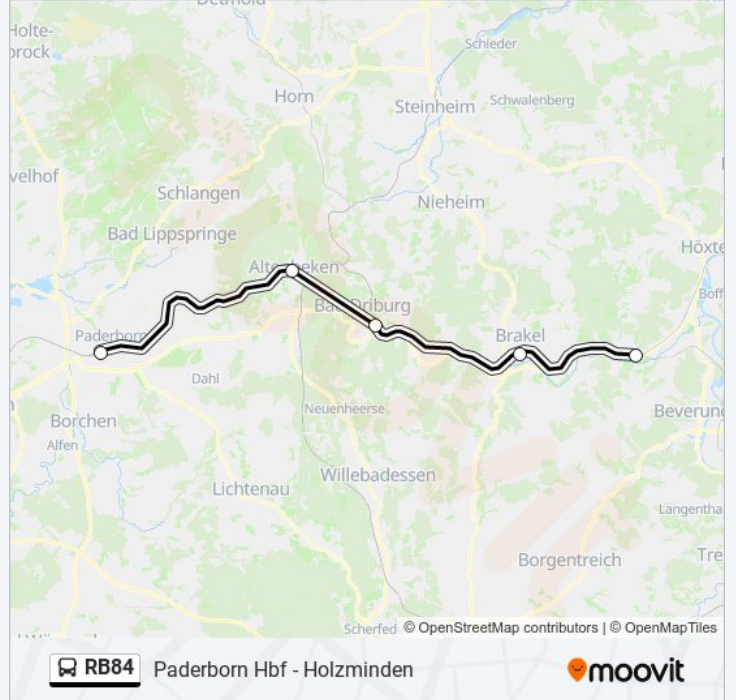 Detmold
Holte-
brock
Schieder
Horn
Steinheim
Schwalenberg
velhof
Schlangen
Nieheim
Bad Lippspringe
Höxte
Altenbeken
Boff
Bad Driburg
Paderborn
Brakel
Dahl
Neuenheerse
Beverung
Borchen
Alfen
Willebadessen
Lichtenau
Langentha
Borgentreich
Tre
Scherfed
© OpenStreetMap contributors | © OpenMapTiles
RB84 Paderborn Hbf - Holzminden
moovit